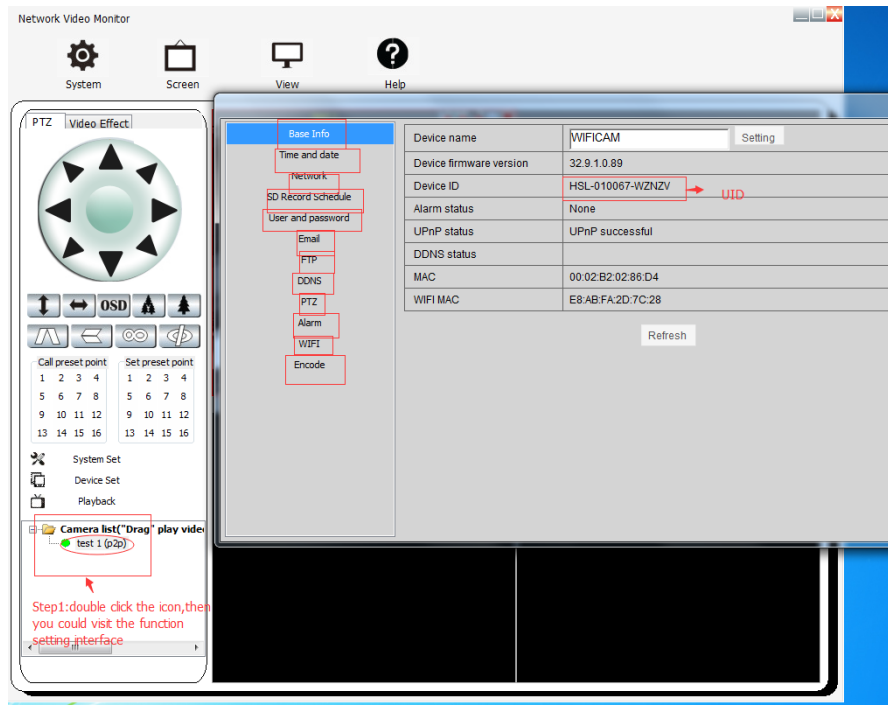 Network Video Monitor
System Screen View Help
PTZ Video Effect
OSD
Call preset point Set preset point
1 2 3 4 1 2 3 4
5 6 7 8 5 6 7 8
9 10 11 12 9 10 11 12
13 14 15 16 13 14 15 16
System Set
Device Set
Playback
Camera list("Drag" play video
test 1 (p2p)
Step1:double click the icon,then
you could visit the function
setting interface
Base Info
Time and date
Network
SD Record Schedule
User and password
Email
FTP
DDNS
PTZ
Alarm
WIFI
Encode
Device name WIFICAM Setting
Device firmware version 32.9.1.0.89
Device ID HSL-010067-WZNZV UID
Alarm status None
UPnP status UPnP successful
DDNS status
MAC 00:02:B2:02:86:D4
WIFI MAC E8:AB:FA:2D:7C:28
Refresh